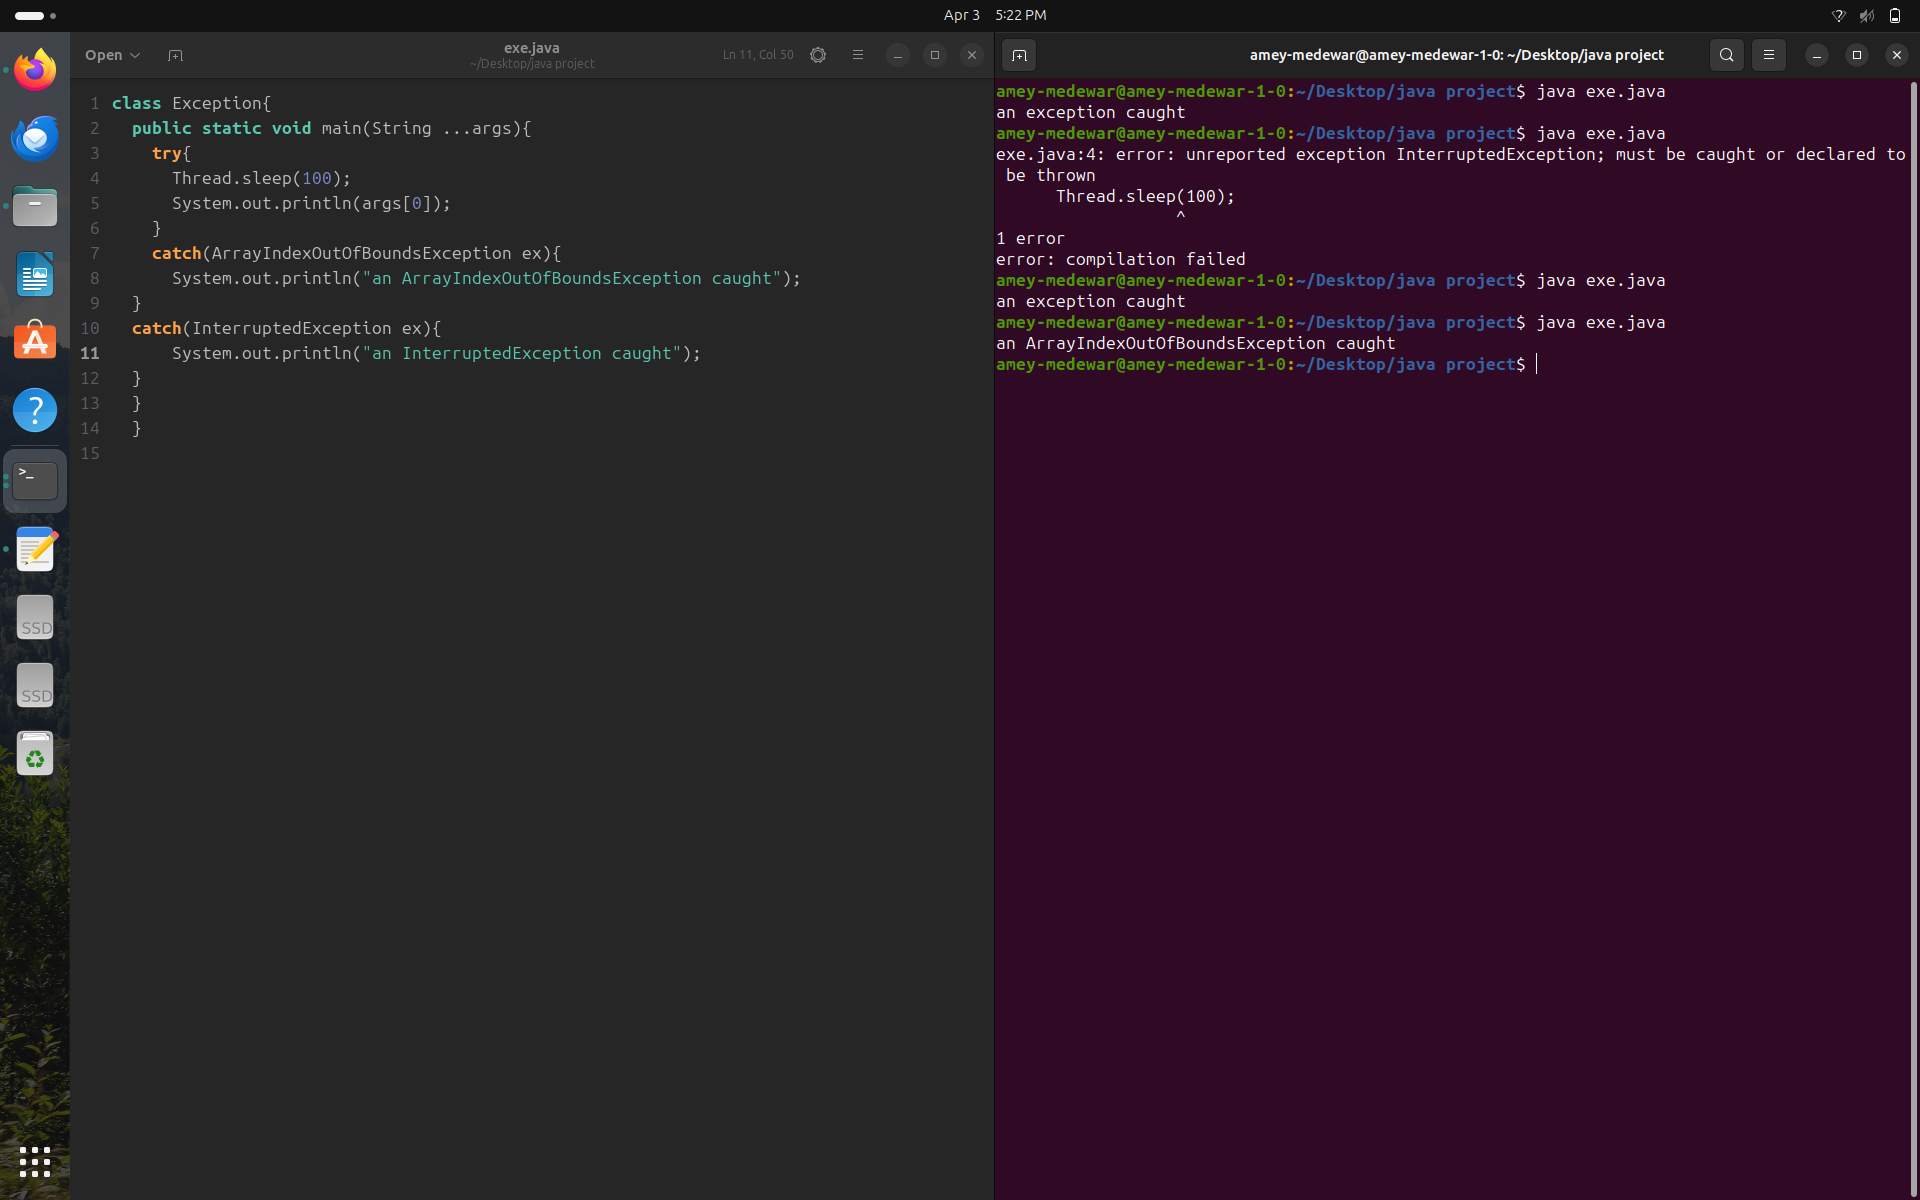 Apr 3 5:22 PM
Open
exe.java
~/Desktop/java project
Ln 11, Col 50
1 class Exception{
2 public static void main(String ...args){
3 try{
4 Thread.sleep(100);
5 System.out.println(args[0]);
6 }
7 catch(ArrayIndexOutOfBoundsException ex){
8 System.out.println("an ArrayIndexOutOfBoundsException caught");
9 }
10 catch(InterruptedException ex){
11 System.out.println("an InterruptedException caught");
12 }
13 }
14 }
15
SSD
SSD
amey-medewar@amey-medewar-1-0: ~/Desktop/java project
amey-medewar@amey-medewar-1-0:~/Desktop/java project$ java exe.java
an exception caught
amey-medewar@amey-medewar-1-0:~/Desktop/java project$ java exe.java
exe.java:4: error: unreported exception InterruptedException; must be caught or declared to
be thrown
Thread.sleep(100);
^
1 error
error: compilation failed
amey-medewar@amey-medewar-1-0:~/Desktop/java project$ java exe.java
an exception caught
amey-medewar@amey-medewar-1-0:~/Desktop/java project$ java exe.java
an ArrayIndexOutOfBoundsException caught
amey-medewar@amey-medewar-1-0:~/Desktop/java project$